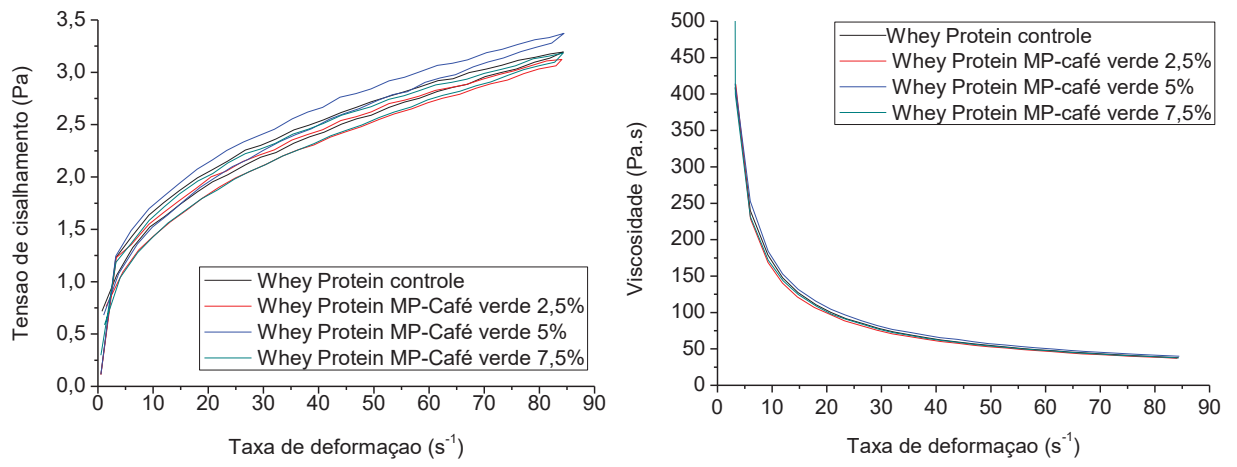 3,5
3,0
2,5
2,0
1,5
1,0
0,5
0,0
Tensao de cisalhamento (Pa)
Whey Protein controle
Whey Protein MP-Café verde 2,5%
Whey Protein MP-Café verde 5%
Whey Protein MP-Café verde 7,5%
0 10 20 30 40 50 60 70 80 90
Taxa de deformaçao (s⁻¹)
500
450
400
350
300
250
200
150
100
50
0
Viscosidade (Pa.s)
Whey Protein controle
Whey Protein MP-café verde 2,5%
Whey Protein MP-café verde 5%
Whey Protein MP-café verde 7,5%
0 10 20 30 40 50 60 70 80 90
Taxa de deformaçao (s⁻¹)